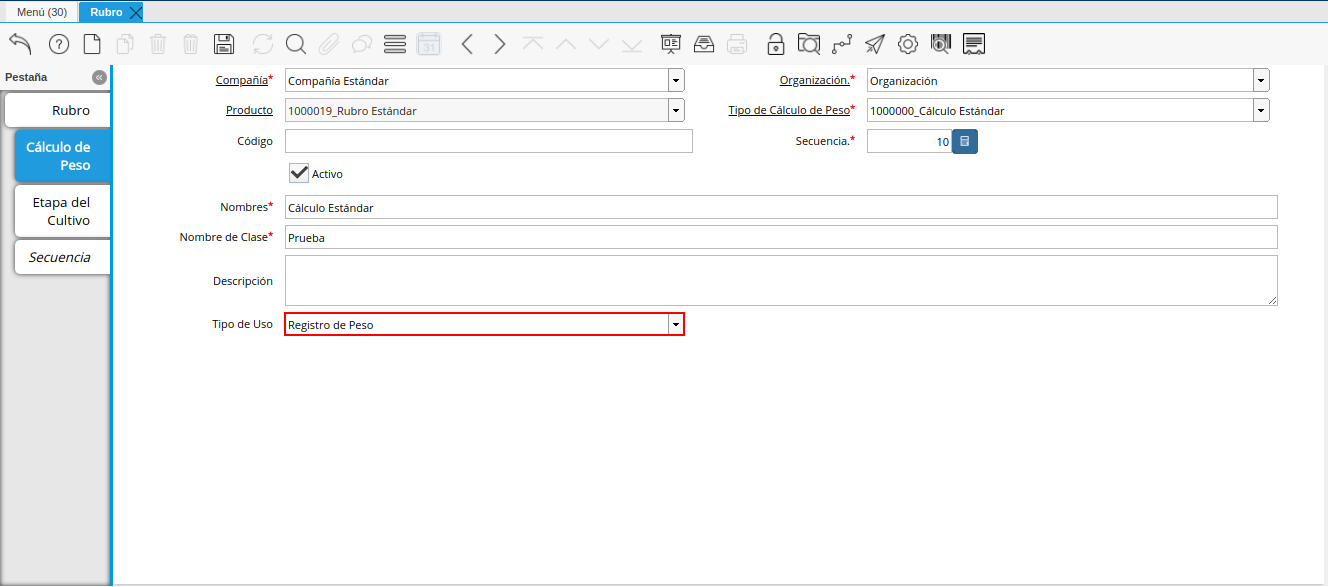 Menú (30) Rubro
Pestaña
Rubro
Cálculo de
Peso
Etapa del
Cultivo
Secuencia
Compañía* Compañía Estándar Organización.* Organización
Producto 1000019_Rubro Estándar Tipo de Cálculo de Peso* 1000000_Cálculo Estándar
Código Secuencia.* 10
Activo
Nombres* Cálculo Estándar
Nombre de Clase* Prueba
Descripción
Tipo de Uso Registro de Peso